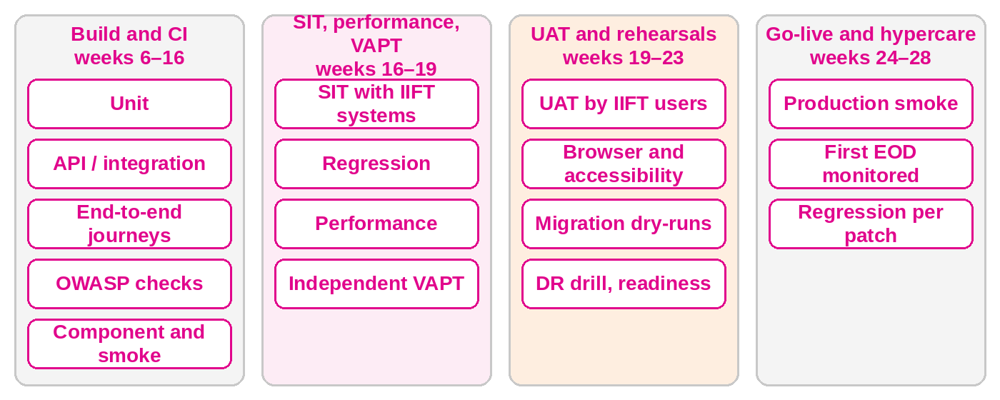 Build and CI
weeks 6–16
Unit
API / integration
End-to-end
journeys
OWASP checks
Component and
smoke
SIT, performance,
VAPT
weeks 16–19
SIT with IIFT
systems
Regression
Performance
Independent VAPT
UAT and rehearsals
weeks 19–23
UAT by IIFT users
Browser and
accessibility
Migration dry-runs
DR drill, readiness
Go-live and hypercare
weeks 24–28
Production smoke
First EOD
monitored
Regression per
patch